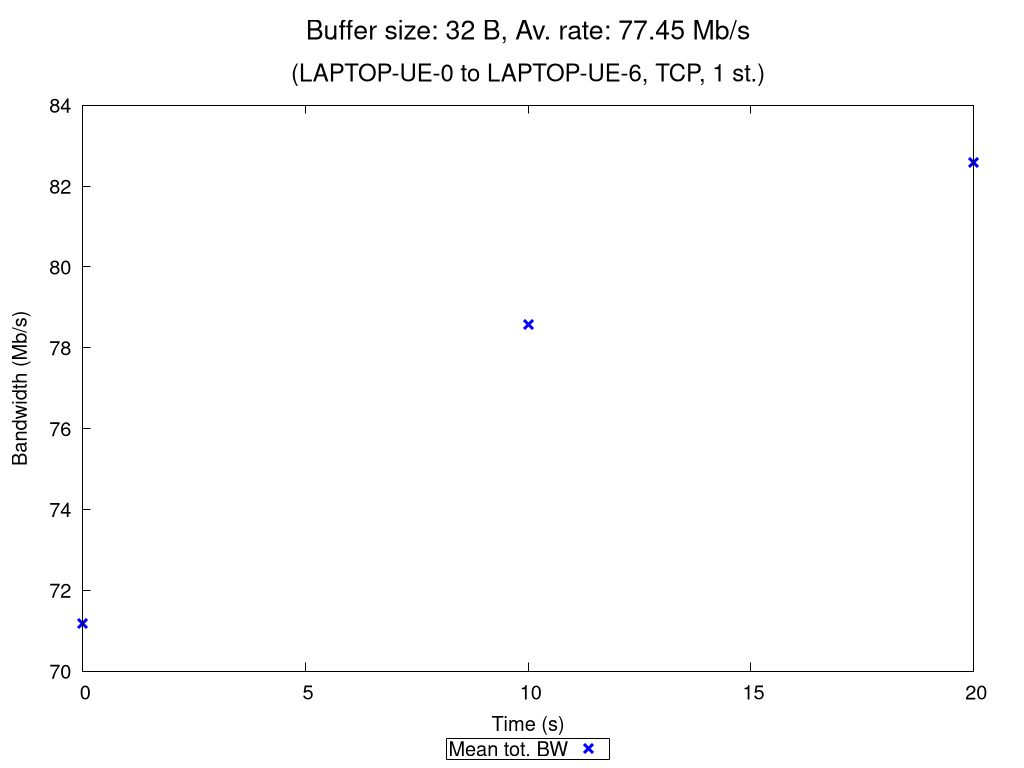 Buffer size: 32 B, Av. rate: 77.45 Mb/s
(LAPTOP-UE-0 to LAPTOP-UE-6, TCP, 1 st.)
84
82
80
78
76
74
72
70
Bandwidth (Mb/s)
0 5 10 15 20
Time (s)
Mean tot. BW